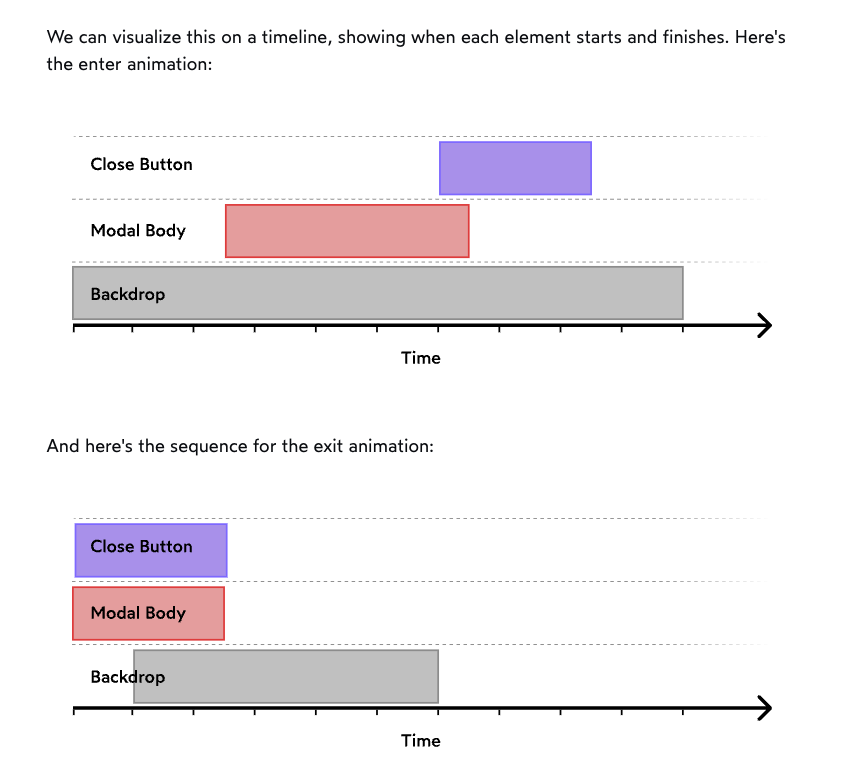 We can visualize this on a timeline, showing when each element starts and finishes. Here's
the enter animation:
Close Button
Modal Body
Backdrop
Time
And here's the sequence for the exit animation:
Close Button
Modal Body
Backdrop
Time